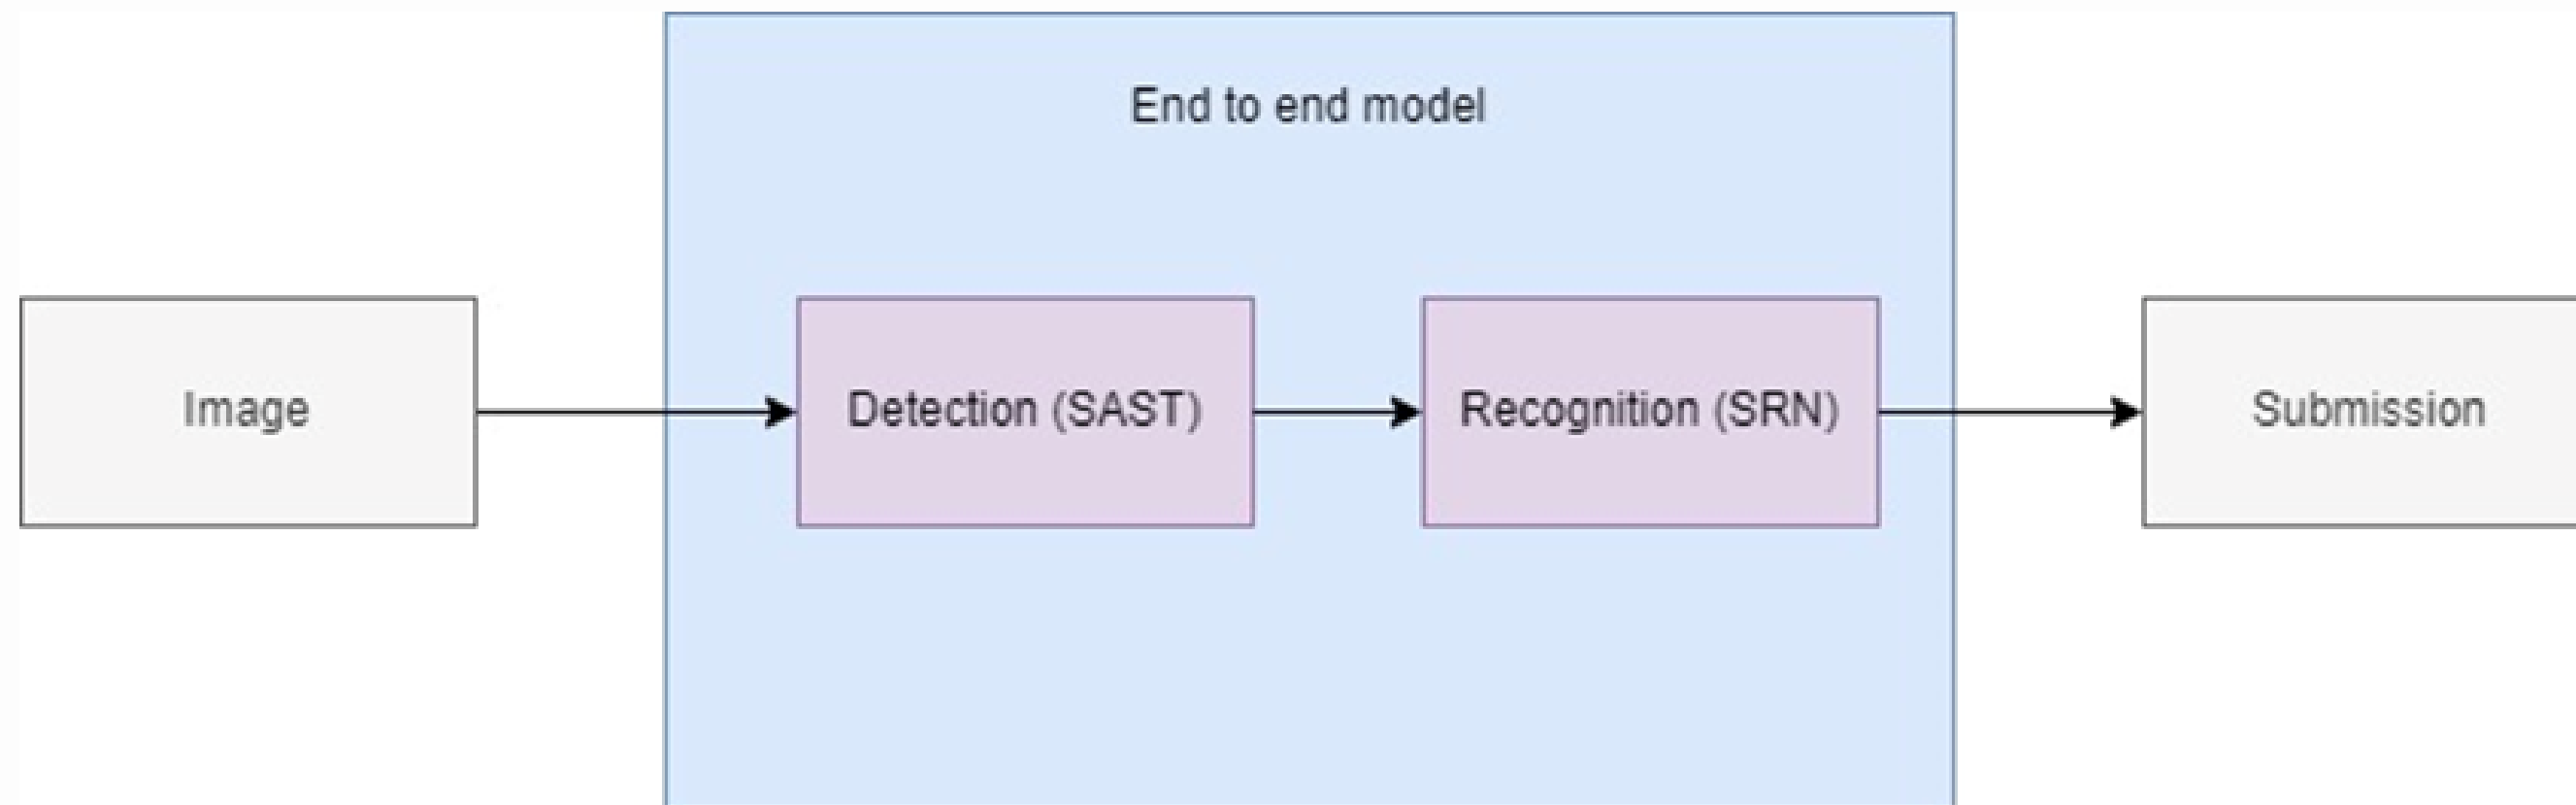 End to end model
Image
Detection (SAST)
Recognition (SRN)
Submission